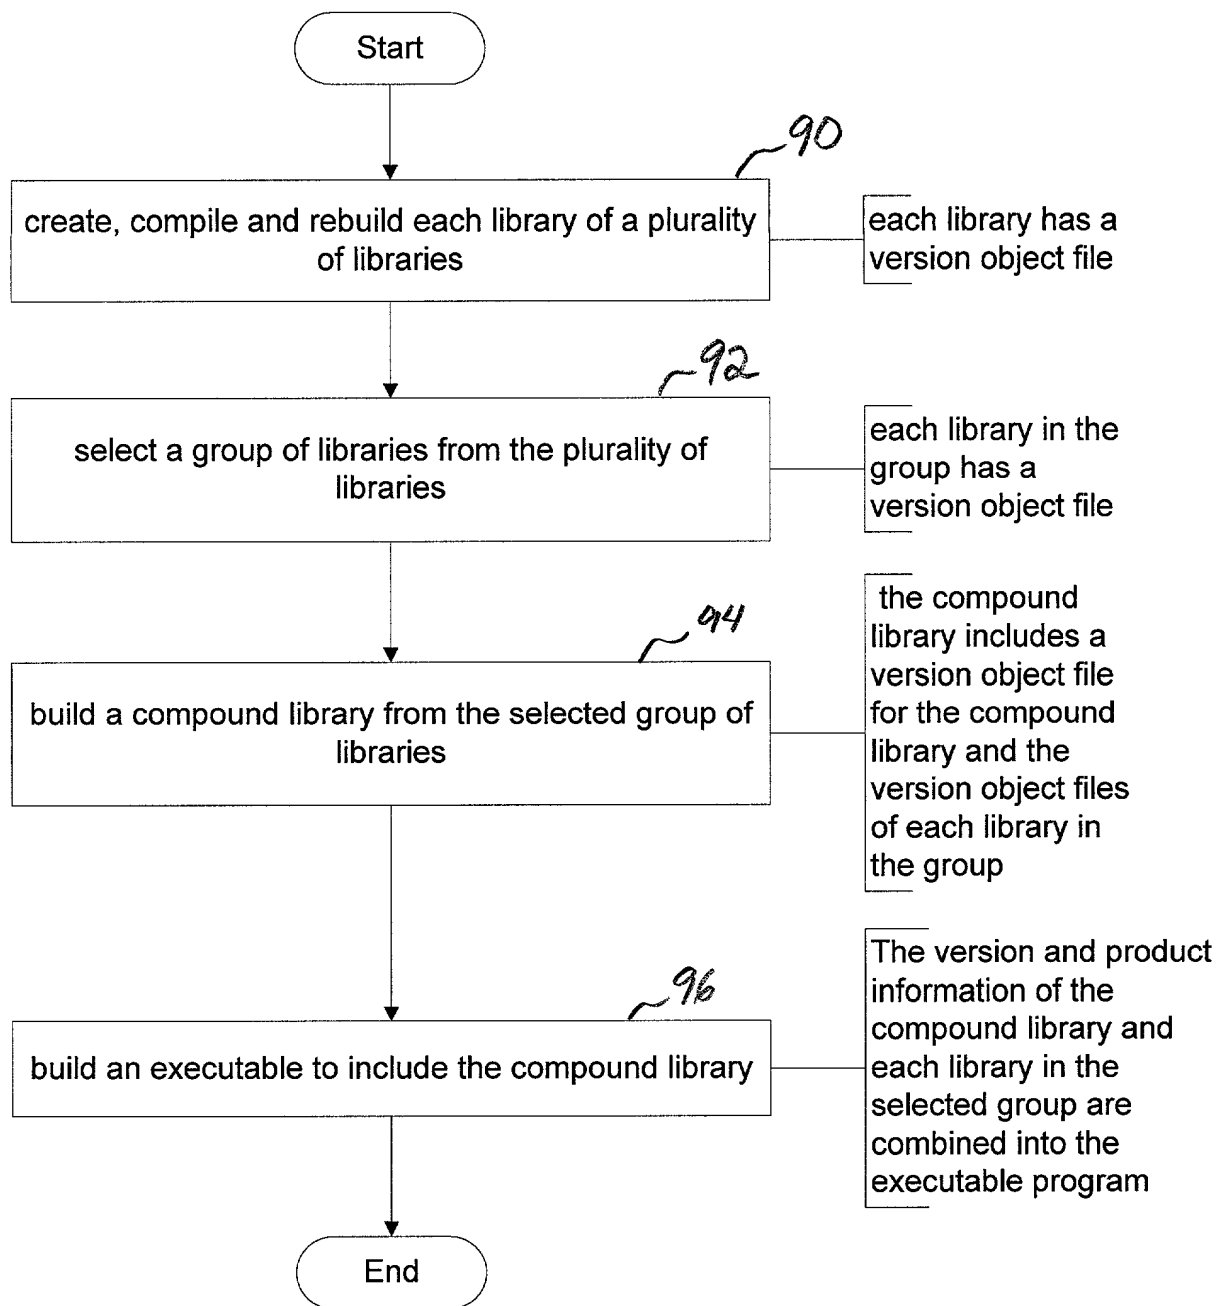 Start
90
create, compile and rebuild each library of a plurality
of libraries
each library has a
version object file
92
select a group of libraries from the plurality of
libraries
each library in the
group has a
version object file
94
build a compound library from the selected group of
libraries
the compound
library includes a
version object file
for the compound
library and the
version object files
of each library in
the group
96
build an executable to include the compound library
The version and product
information of the
compound library and
each library in the
selected group are
combined into the
executable program
End